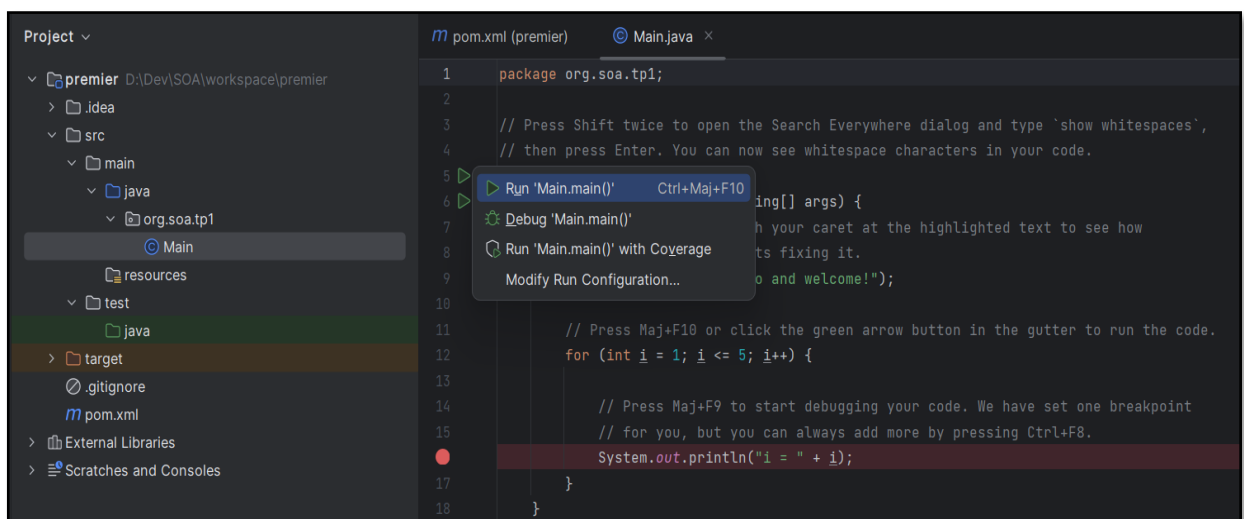 Project
premier D:\Dev\SOA\workspace\premier
.idea
src
main
java
org.soa.tp1
Main
resources
test
java
target
.gitignore
pom.xml
External Libraries
Scratches and Consoles
pom.xml (premier) Main.java
1 package org.soa.tp1;
2
3 // Press Shift twice to open the Search Everywhere dialog and type `show whitespaces`,
4 // then press Enter. You can now see whitespace characters in your code.
5
6 ing[] args) {
7 h your caret at the highlighted text to see how
8 ts fixing it.
9 o and welcome!");
10
11 // Press Maj+F10 or click the green arrow button in the gutter to run the code.
12 for (int i = 1; i <= 5; i++) {
13
14 // Press Maj+F9 to start debugging your code. We have set one breakpoint
15 // for you, but you can always add more by pressing Ctrl+F8.
System.out.println("i = " + i);
17 }
18 }
Run 'Main.main()' Ctrl+Maj+F10
Debug 'Main.main()'
Run 'Main.main()' with Coverage
Modify Run Configuration...